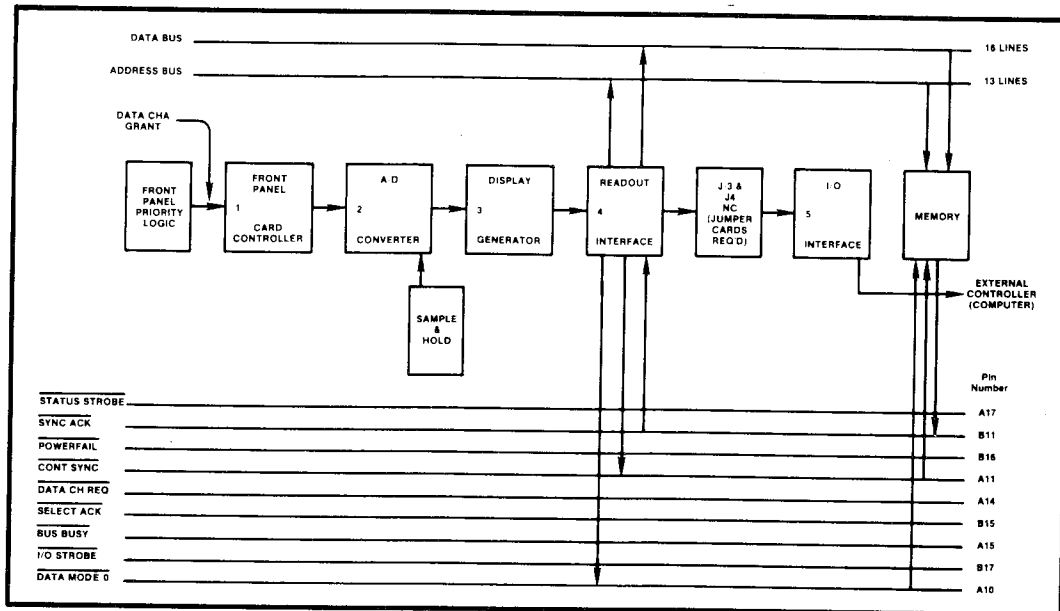 DATA BUS
16 LINES
ADDRESS BUS
13 LINES
DATA CHA
GRANT
FRONT
PANEL
PRIORITY
LOGIC
FRONT
PANEL
1
CARD
CONTROLLER
A-D
2
CONVERTER
DISPLAY
3
GENERATOR
READOUT
4
INTERFACE
J-3 &
J4
NC
(JUMPER
CARDS
REQ'D)
I-O
5
INTERFACE
MEMORY
SAMPLE
&
HOLD
EXTERNAL
CONTROLLER
(COMPUTER)
Pin
Number
STATUS STROBE
A17
SYNC ACK
B11
POWERFAIL
B16
CONT SYNC
A11
DATA CH REQ
A14
SELECT ACK
B15
BUS BUSY
A15
I/O STROBE
B17
DATA MODE 0
A10